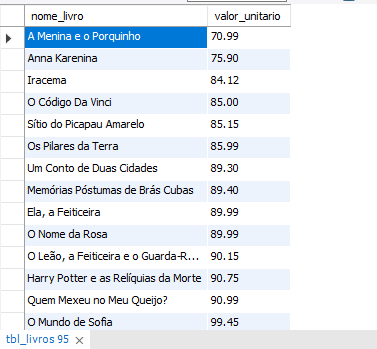 nome_livro valor_unitario
A Menina e o Porquinho 70.99
Anna Karenina 75.90
Iracema 84.12
O Código Da Vinci 85.00
Sítio do Picapau Amarelo 85.15
Os Pilares da Terra 85.99
Um Conto de Duas Cidades 89.30
Memórias Póstumas de Brás Cubas 89.40
Ela, a Feiticeira 89.99
O Nome da Rosa 89.99
O Leão, a Feiticeira e o Guarda-R... 90.15
Harry Potter e as Relíquias da Morte 90.75
Quem Mexeu no Meu Queijo? 90.99
O Mundo de Sofia 99.45
tbl_livros 95